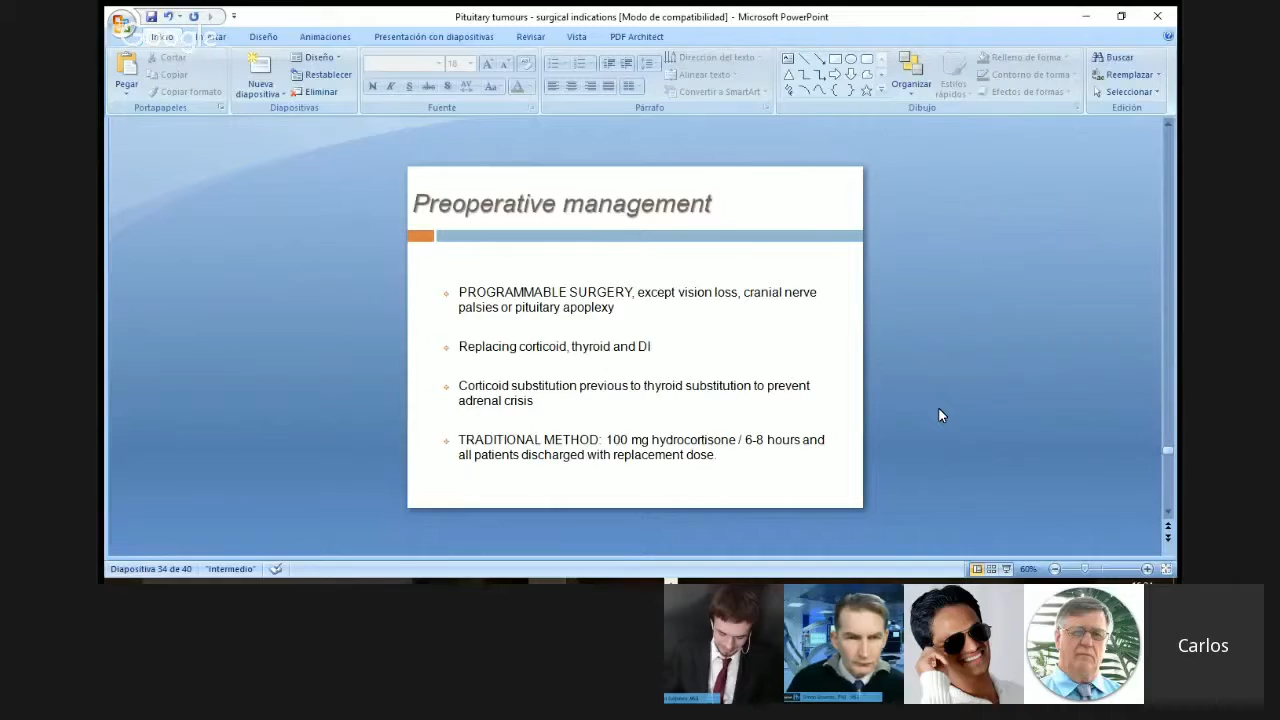 Pituitary tumours - surgical indications [Modo de compatibilidad] - Microsoft PowerPoint
Google
Inicio
Diseño
Animaciones
Presentación con diapositivas
Revisar
Vista
PDF Architect
Pegar
Cortar
Copiar
Copiar formato
Portapapeles
Nueva
diapositiva
Diseño
Restablecer
Eliminar
Diapositivas
18
Fuente
Dirección del texto
Alinear texto
Convertir a SmartArt
Párrafo
Organizar
Estilos
rápidos
Relleno de forma
Contorno de forma
Efectos de formas
Dibujo
Buscar
Reemplazar
Seleccionar
Edición
Preoperative management
PROGRAMMABLE SURGERY, except vision loss, cranial nerve
palsies or pituitary apoplexy
Replacing corticoid, thyroid and DI
Corticoid substitution previous to thyroid substitution to prevent
adrenal crisis
TRADITIONAL METHOD: 100 mg hydrocortisone / 6-8 hours and
all patients discharged with replacement dose.
Diapositiva 34 de 40
"Intermedio"
60%
Carlos